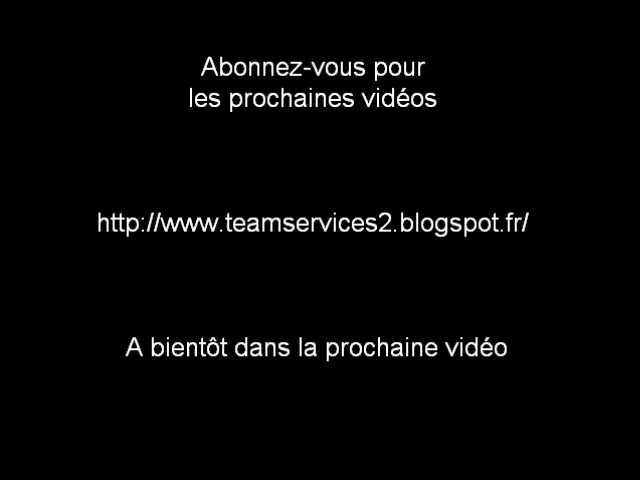 Abonnez-vous pour
les prochaines vidéos
http://www.teamservices2.blogspot.fr/
A bientôt dans la prochaine vidéo